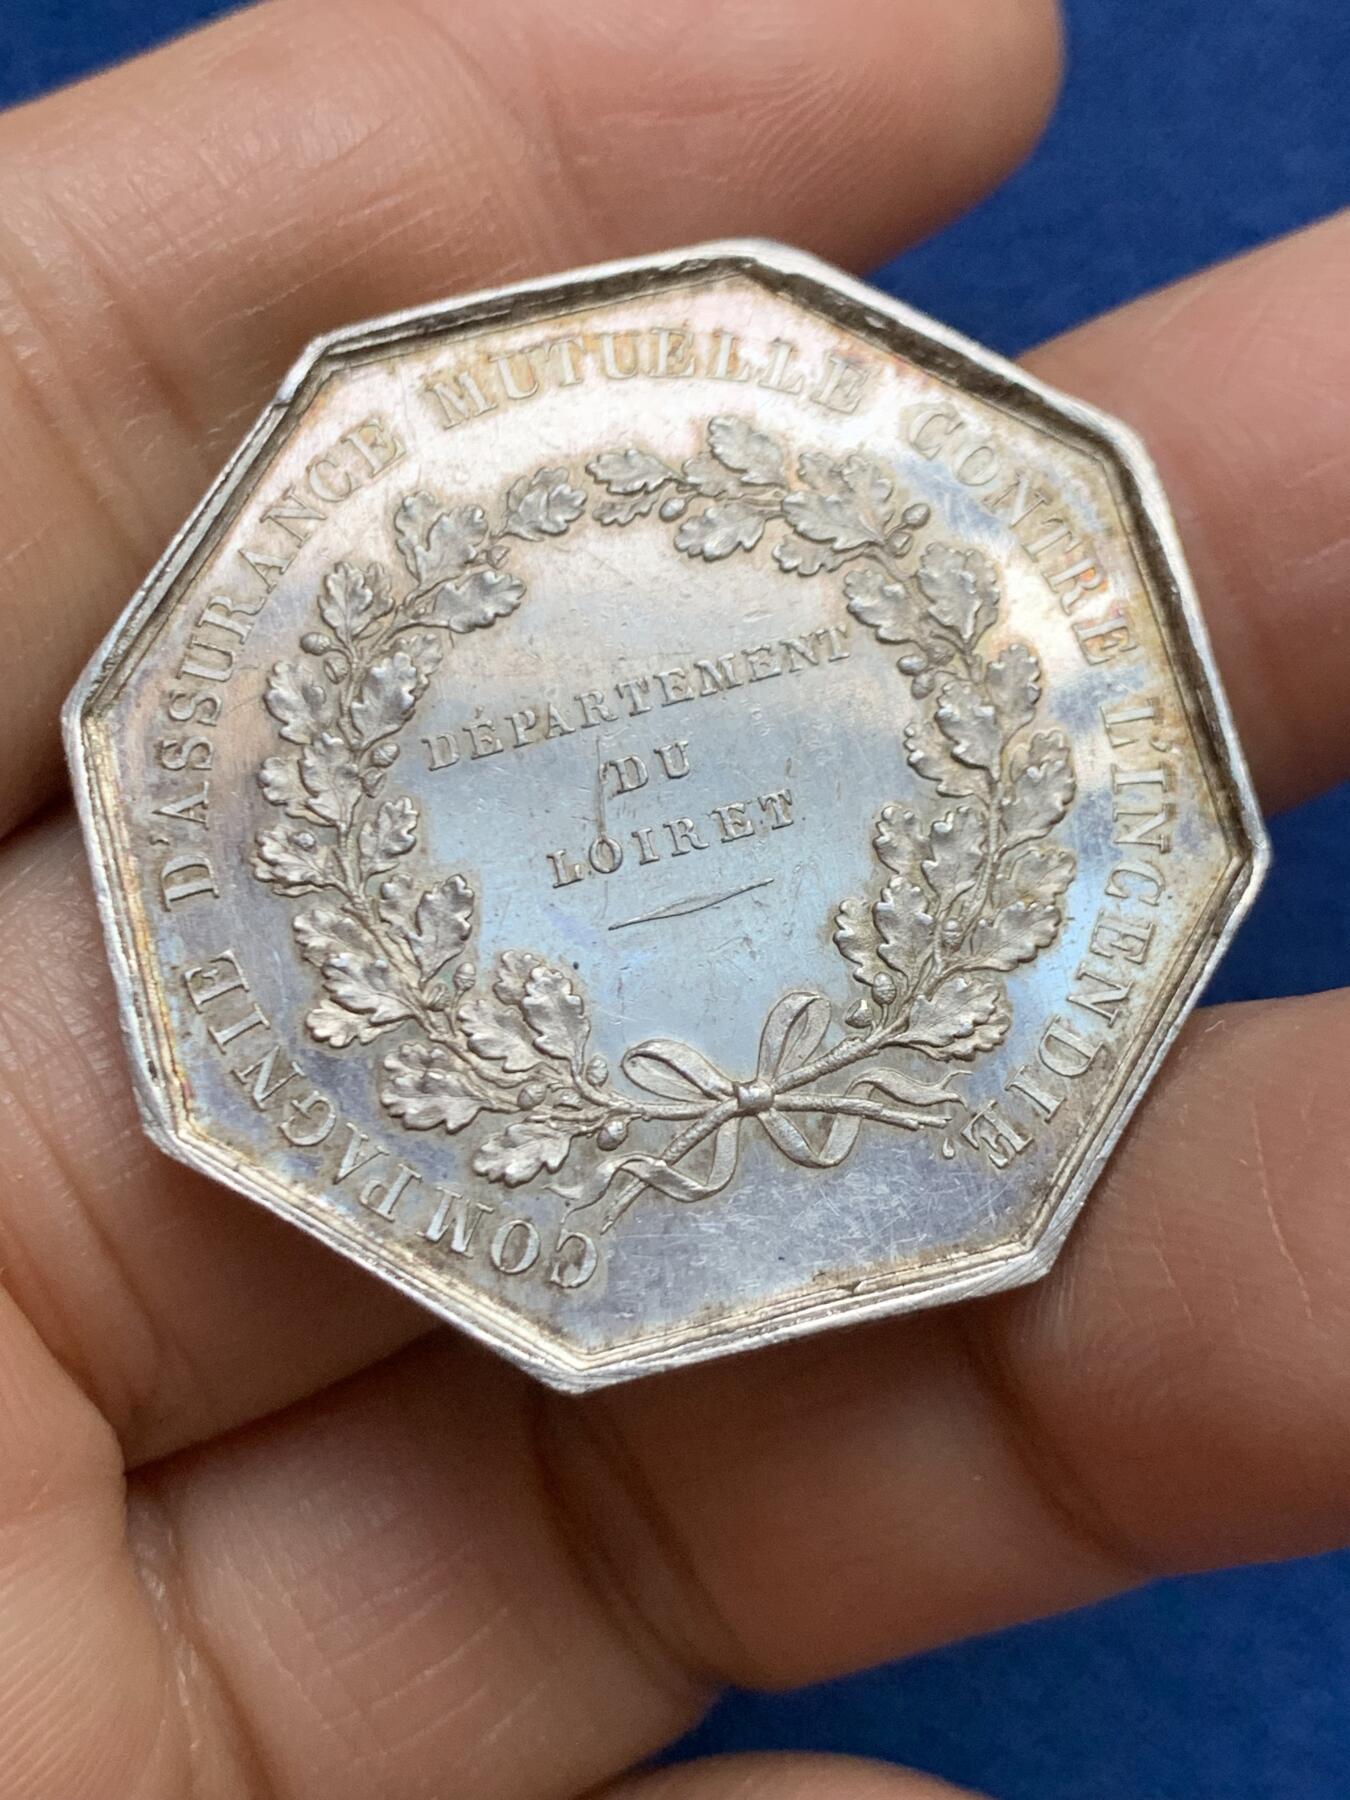 COMPAGNIE D'ASSURANCE MUTUELLE CONTRE L'INCENDIE,
DÉPARTEMENT
DU
LOIRET